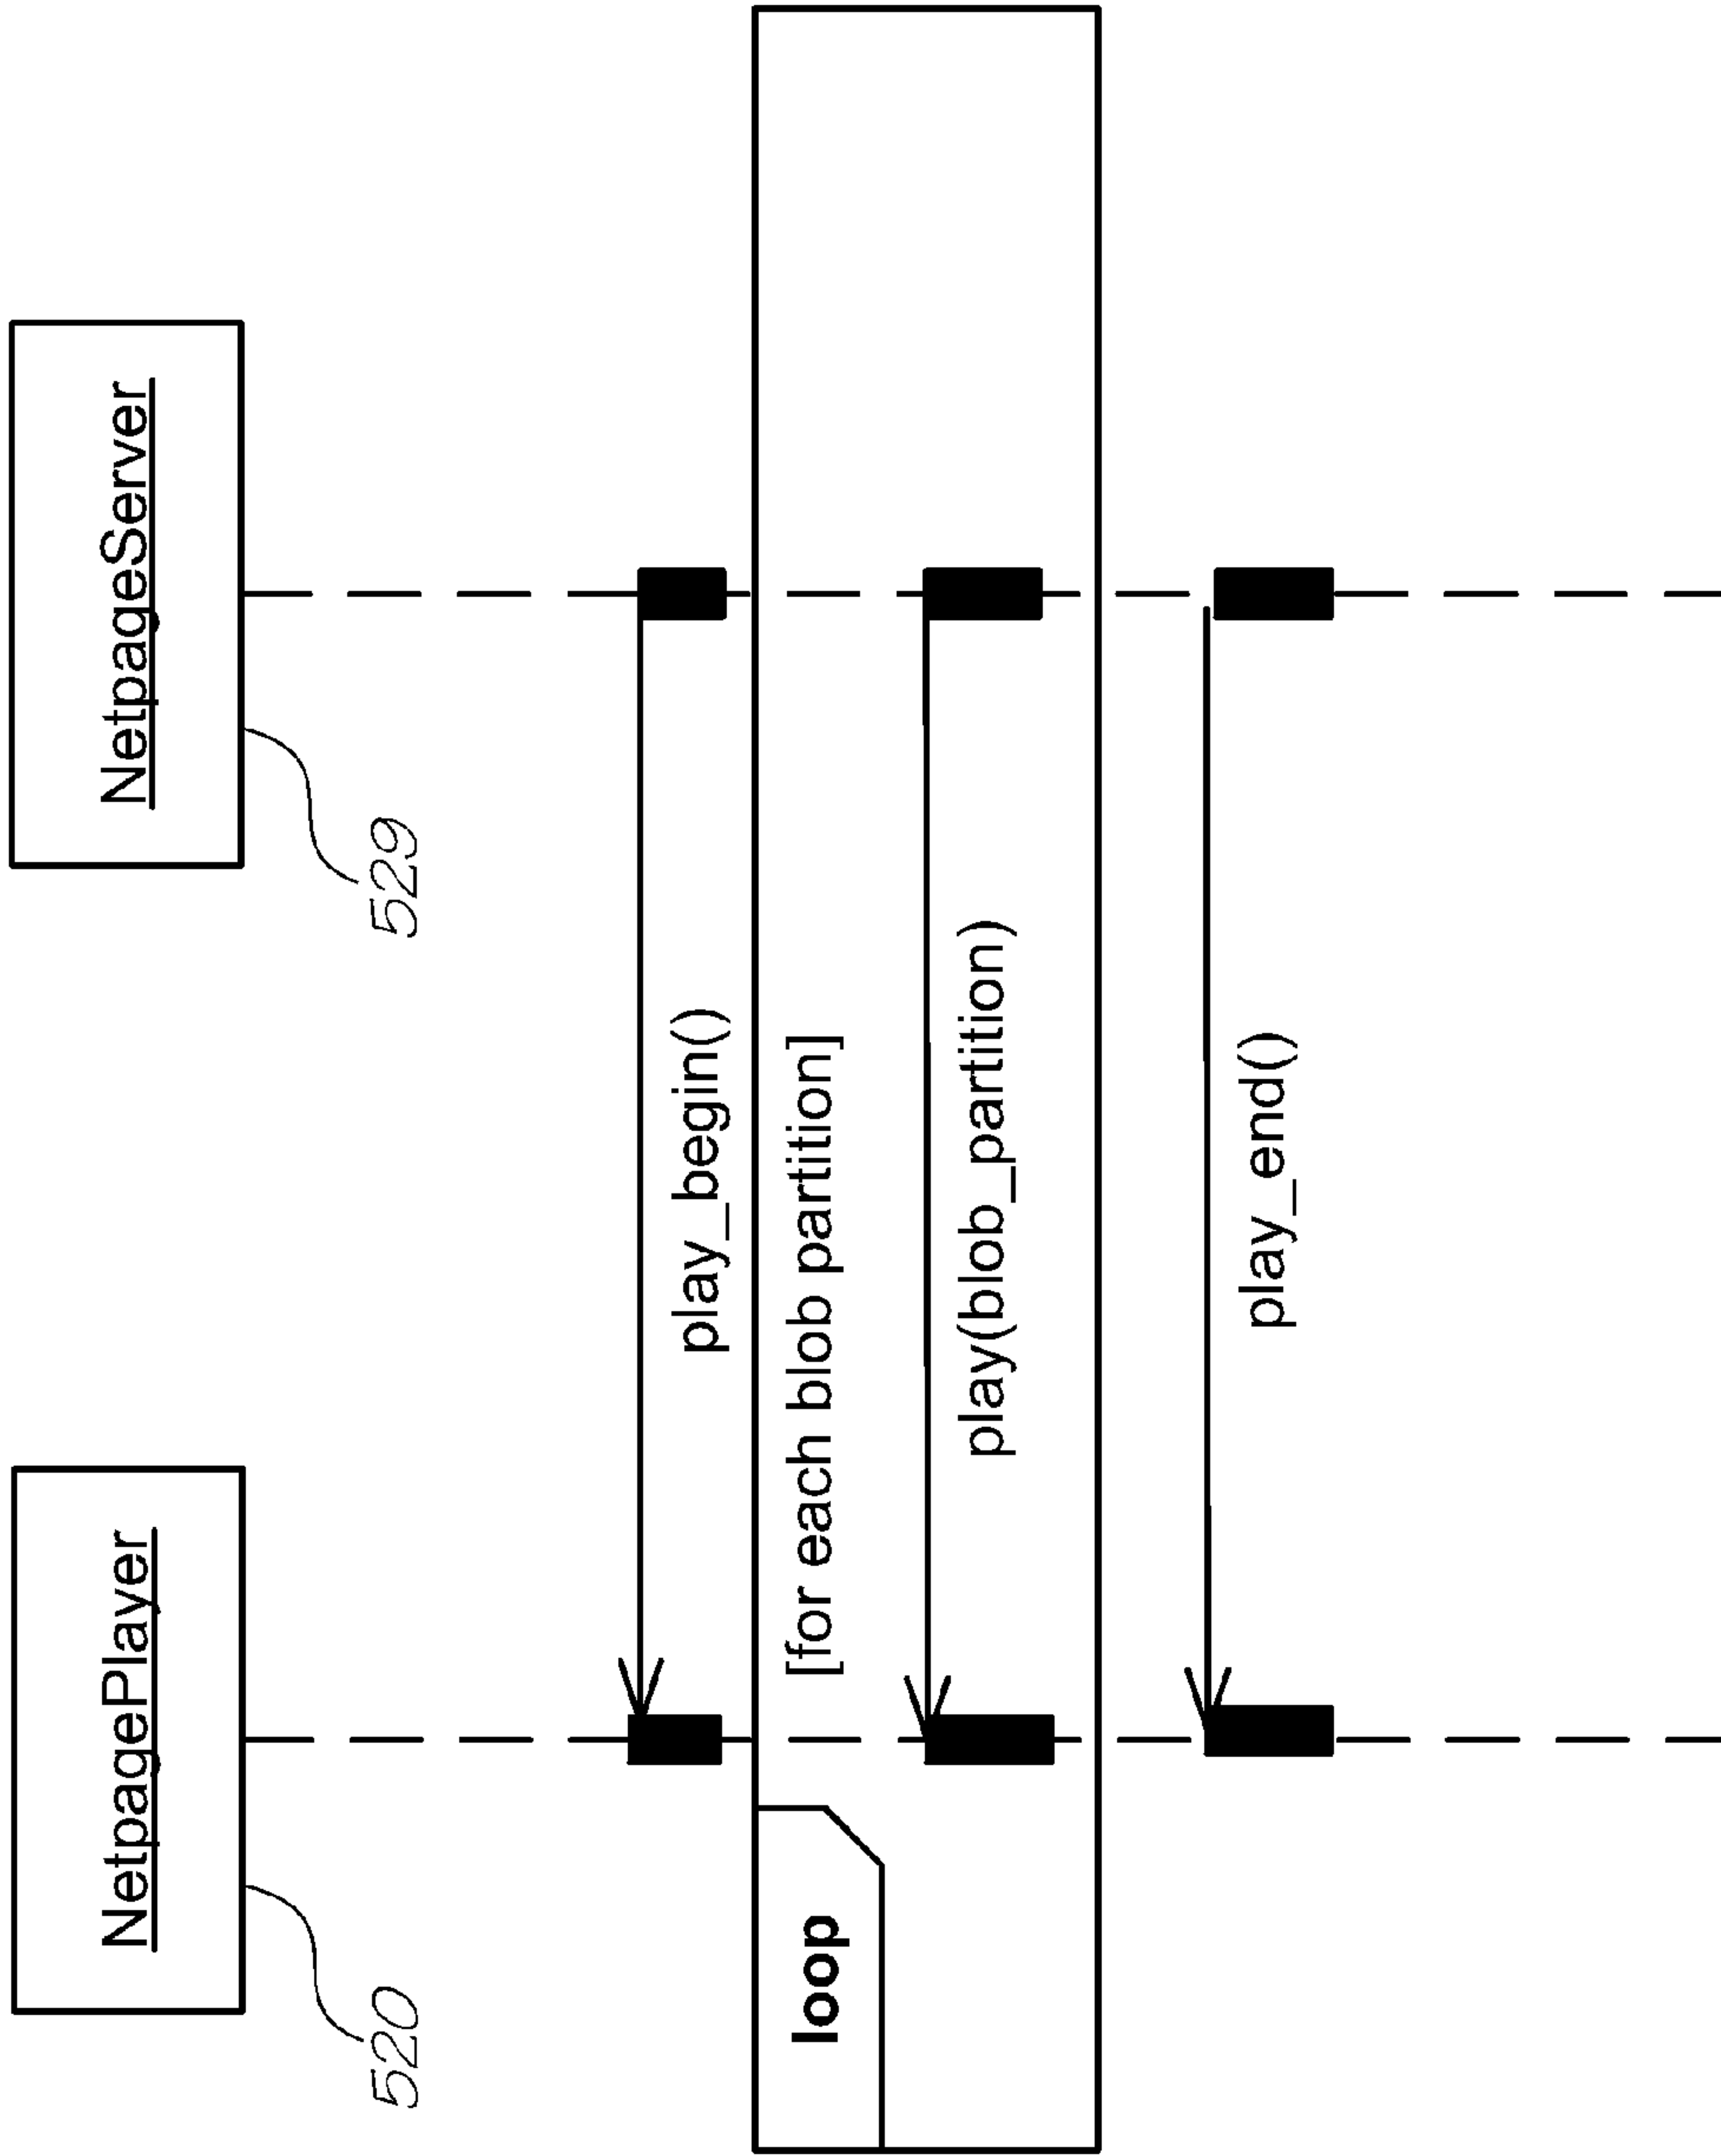 NetpagePlayer
NetpageServer
520
529
play_begin()
loop
[for each blob partition]
play(blob_partition)
play_end()